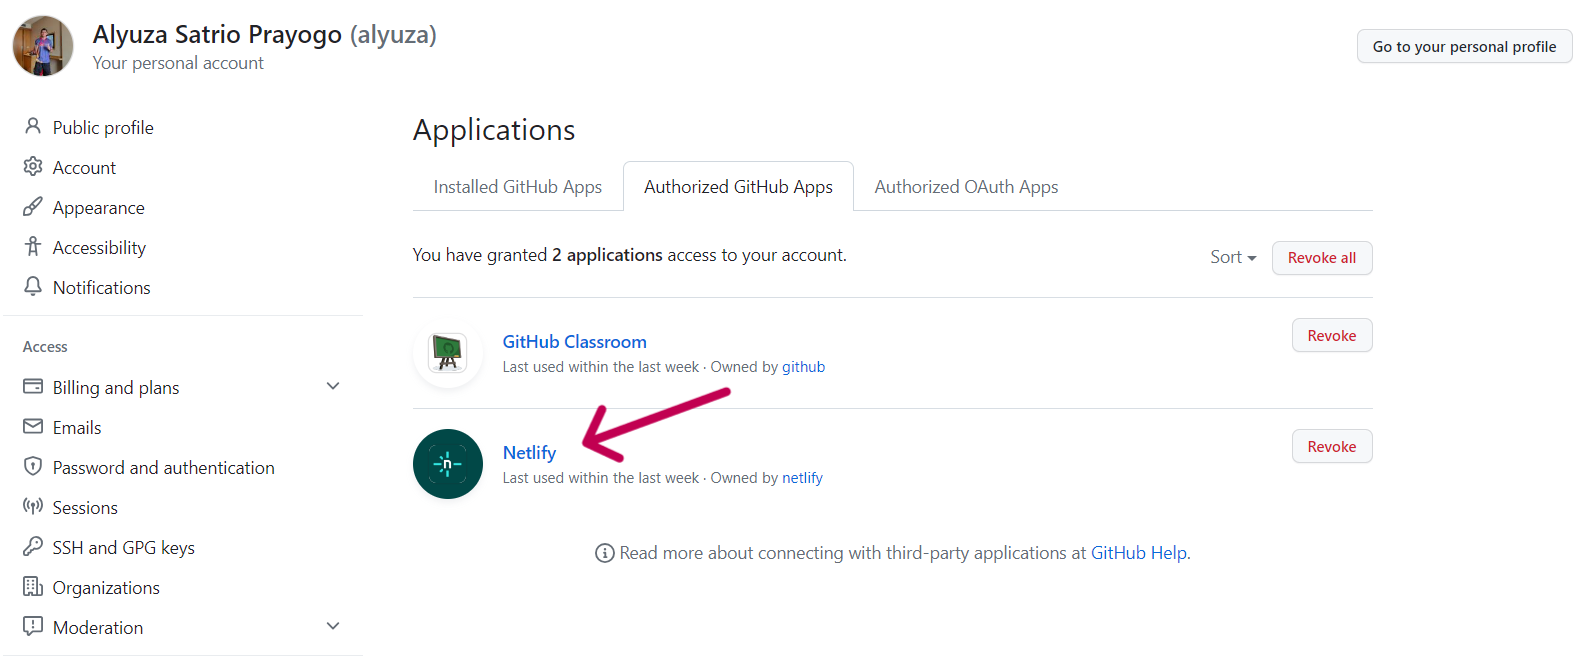 Alyuza Satrio Prayogo (alyuza)
Your personal account
Go to your personal profile
Public profile
Account
Appearance
Accessibility
Notifications
Access
Billing and plans
Emails
Password and authentication
Sessions
SSH and GPG keys
Organizations
Moderation
Applications
Installed GitHub Apps
Authorized GitHub Apps
Authorized OAuth Apps
You have granted 2 applications access to your account.
Sort
Revoke all
GitHub Classroom
Last used within the last week · Owned by github
Revoke
n
Netlify
Last used within the last week · Owned by netlify
Revoke
Read more about connecting with third-party applications at GitHub Help.